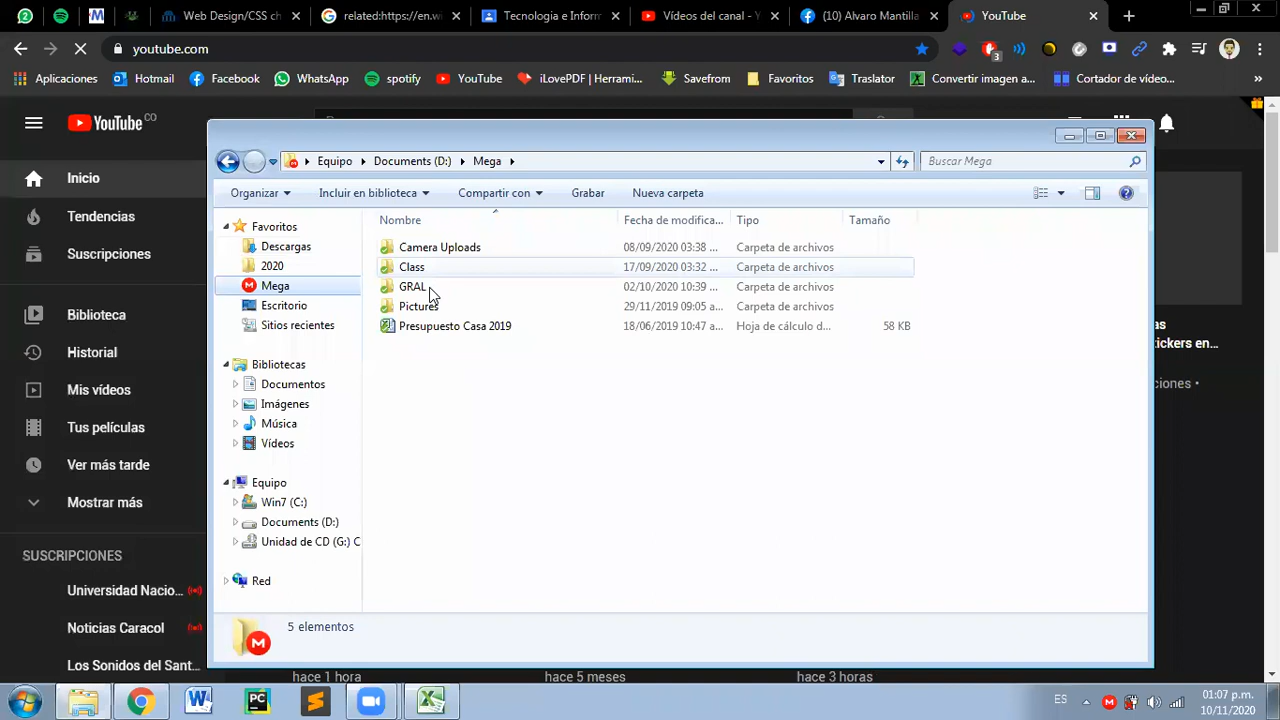 Web Design/CSS ch
related:https://en.wi
Tecnologia e Inform
Vídeos del canal -
(10) Alvaro Mantilla
YouTube
youtube.com
3
Aplicaciones
Hotmail
Facebook
WhatsApp
spotify
YouTube
iLovePDF | Herrami...
Savefrom
Favoritos
Traslator
Convertir imagen a...
Cortador de vídeo...
»
YouTube CO
Inicio
Tendencias
Suscripciones
Biblioteca
Historial
Mis vídeos
Tus películas
Ver más tarde
Mostrar más
SUSCRIPCIONES
Universidad Nacio...
Noticias Caracol
Los Sonidos del Sant...
Equipo
Documents (D:)
Mega
Buscar Mega
Organizar
Incluir en biblioteca
Compartir con
Grabar
Nueva carpeta
Favoritos
Descargas
2020
Mega
Escritorio
Sitios recientes
Bibliotecas
Documentos
Imágenes
Música
Vídeos
Equipo
Win7 (C:)
Documents (D:)
Unidad de CD (G:) C
Red
Nombre
Fecha de modifica...
Tipo
Tamaño
Camera Uploads
08/09/2020 03:38 ...
Carpeta de archivos
Class
17/09/2020 03:32 ...
Carpeta de archivos
GRAL
02/10/2020 10:39 ...
Carpeta de archivos
Pictures
29/11/2019 09:05 a...
Carpeta de archivos
Presupuesto Casa 2019
18/06/2019 10:47 a...
Hoja de cálculo d...
58 KB
5 elementos
as
tickers en...
ciones •
hace 1 hora
hace 5 meses
hace 3 horas
ES
01:07 p.m.
10/11/2020